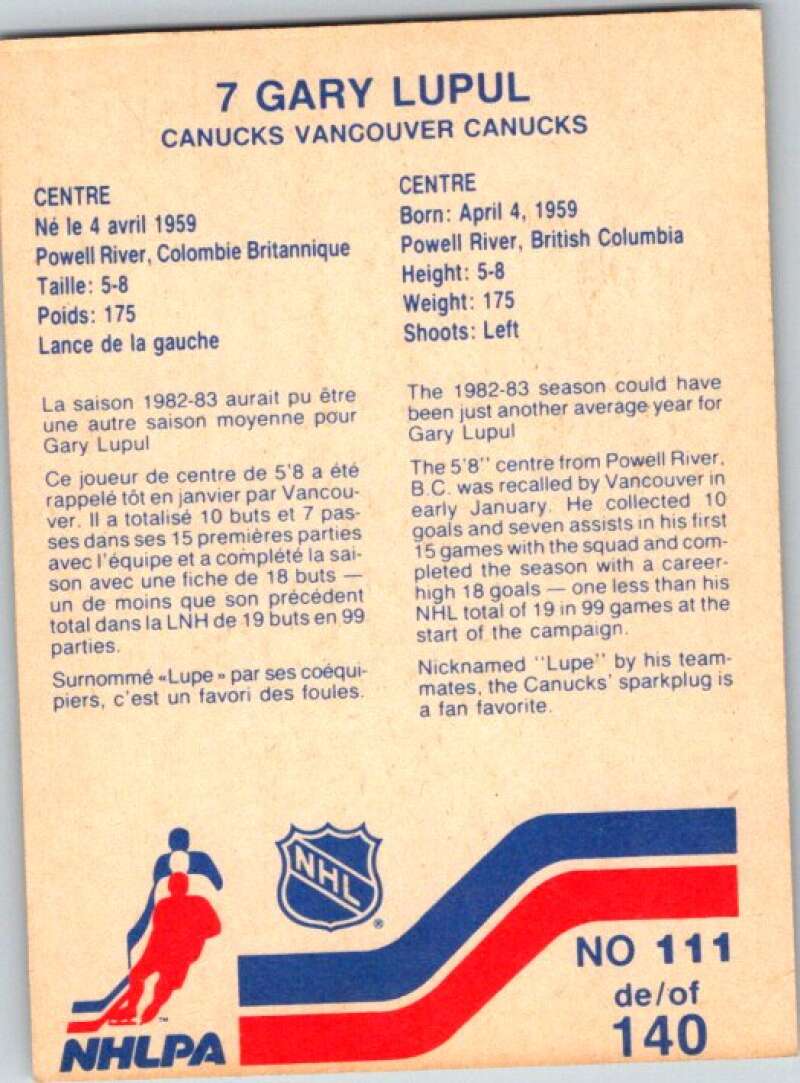 7 GARY LUPUL
CANUCKS VANCOUVER CANUCKS
CENTRE
Né le 4 avril 1959
Powell River, Colombie Britannique
Taille: 5-8
Poids: 175
Lance de la gauche
La saison 1982-83 aurait pu être
une autre saison moyenne pour
Gary Lupul
Ce joueur de centre de 5'8 a été
rappelé tôt en janvier par Vancou-
ver. Il a totalisé 10 buts et 7 pas-
ses dans ses 15 premières parties
avec l'équipe et a complété la sai-
son avec une fiche de 18 buts —
un de moins que son précédent
total dans la LNH de 19 buts en 99
parties.
Surnommé «Lupe» par ses coéqui-
piers, c'est un favori des foules.
CENTRE
Born: April 4, 1959
Powell River, British Columbia
Height: 5-8
Weight: 175
Shoots: Left
The 1982-83 season could have
been just another average year for
Gary Lupul
The 5'8" centre from Powell River,
B.C. was recalled by Vancouver in
early January. He collected 10
goals and seven assists in his first
15 games with the squad and com-
pleted the season with a career-
high 18 goals — one less than his
NHL total of 19 in 99 games at the
start of the campaign.
Nicknamed "Lupe" by his team-
mates, the Canucks' sparkplug is
a fan favorite.
NHL
®
TM
NHLPA
NO 111
de/of
140